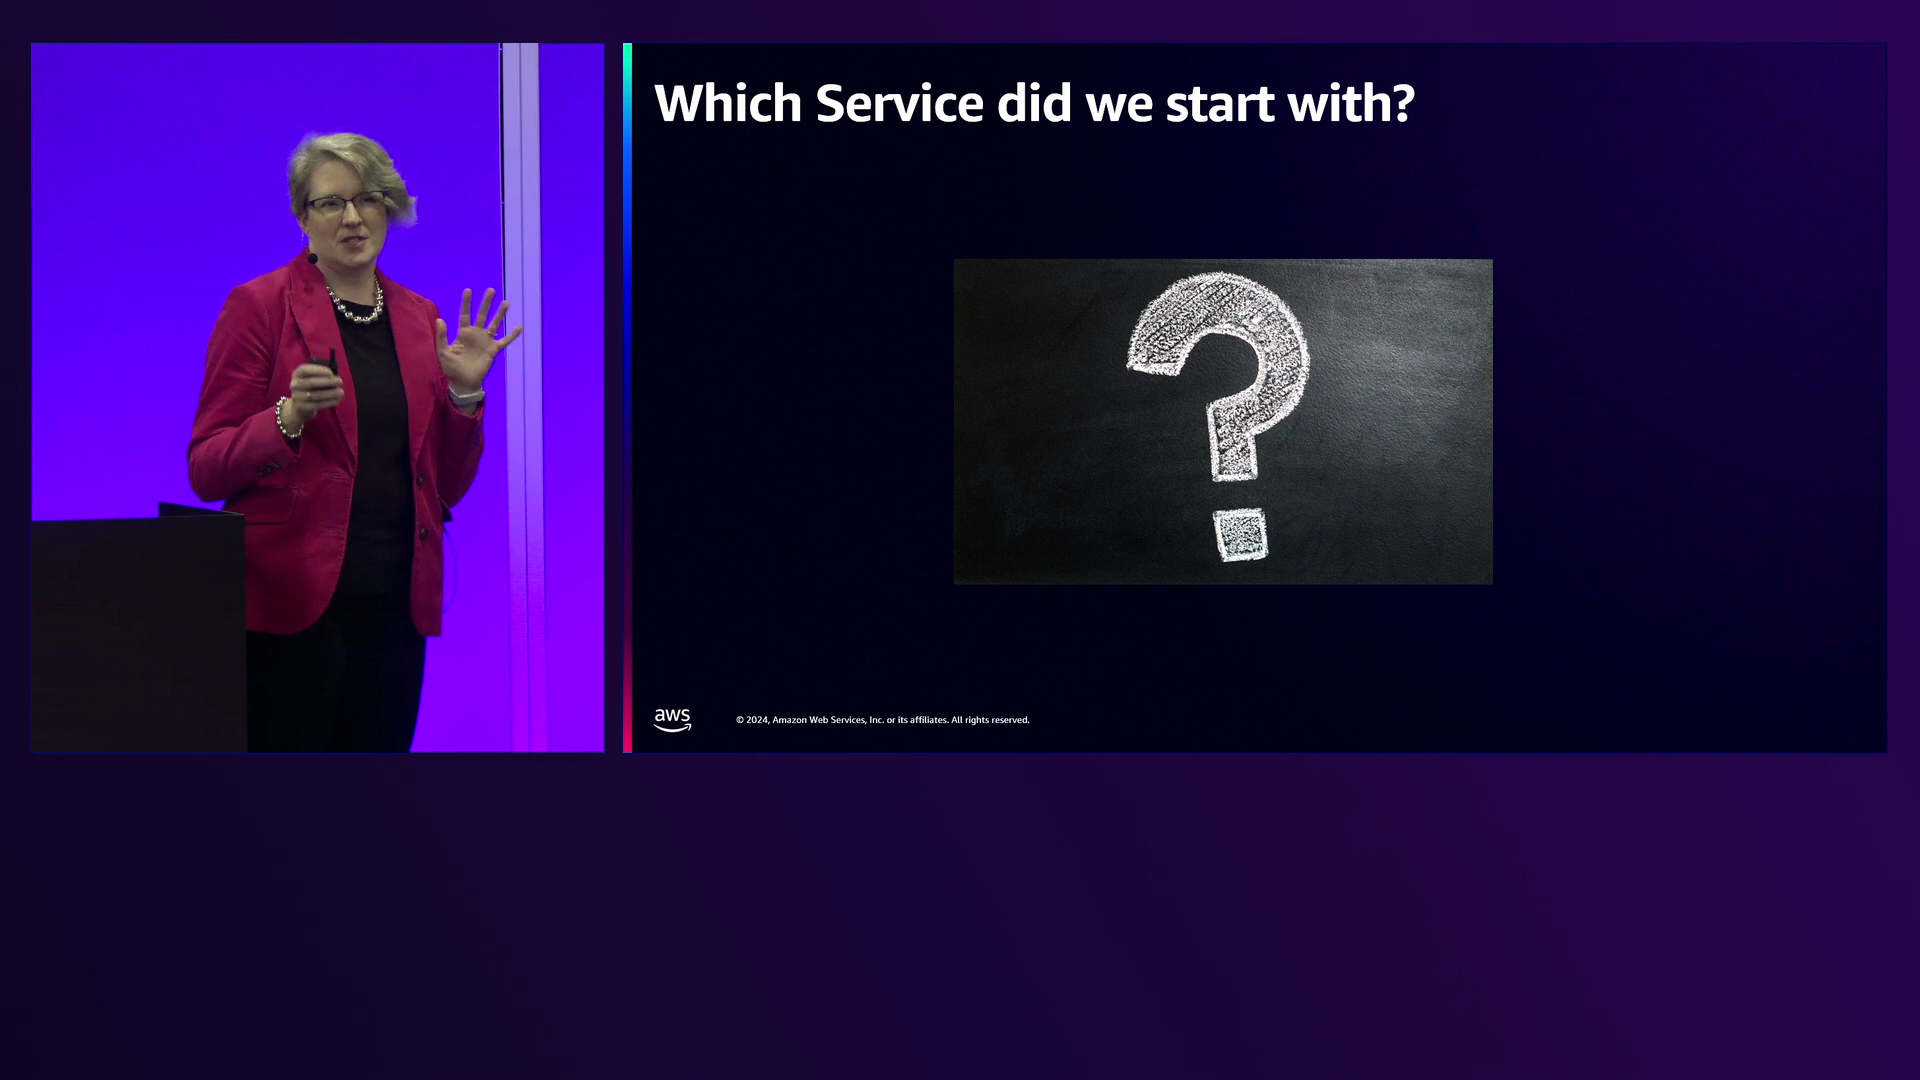 Which Service did we start with?
?
aws
© 2024, Amazon Web Services, Inc. or its affiliates. All rights reserved.